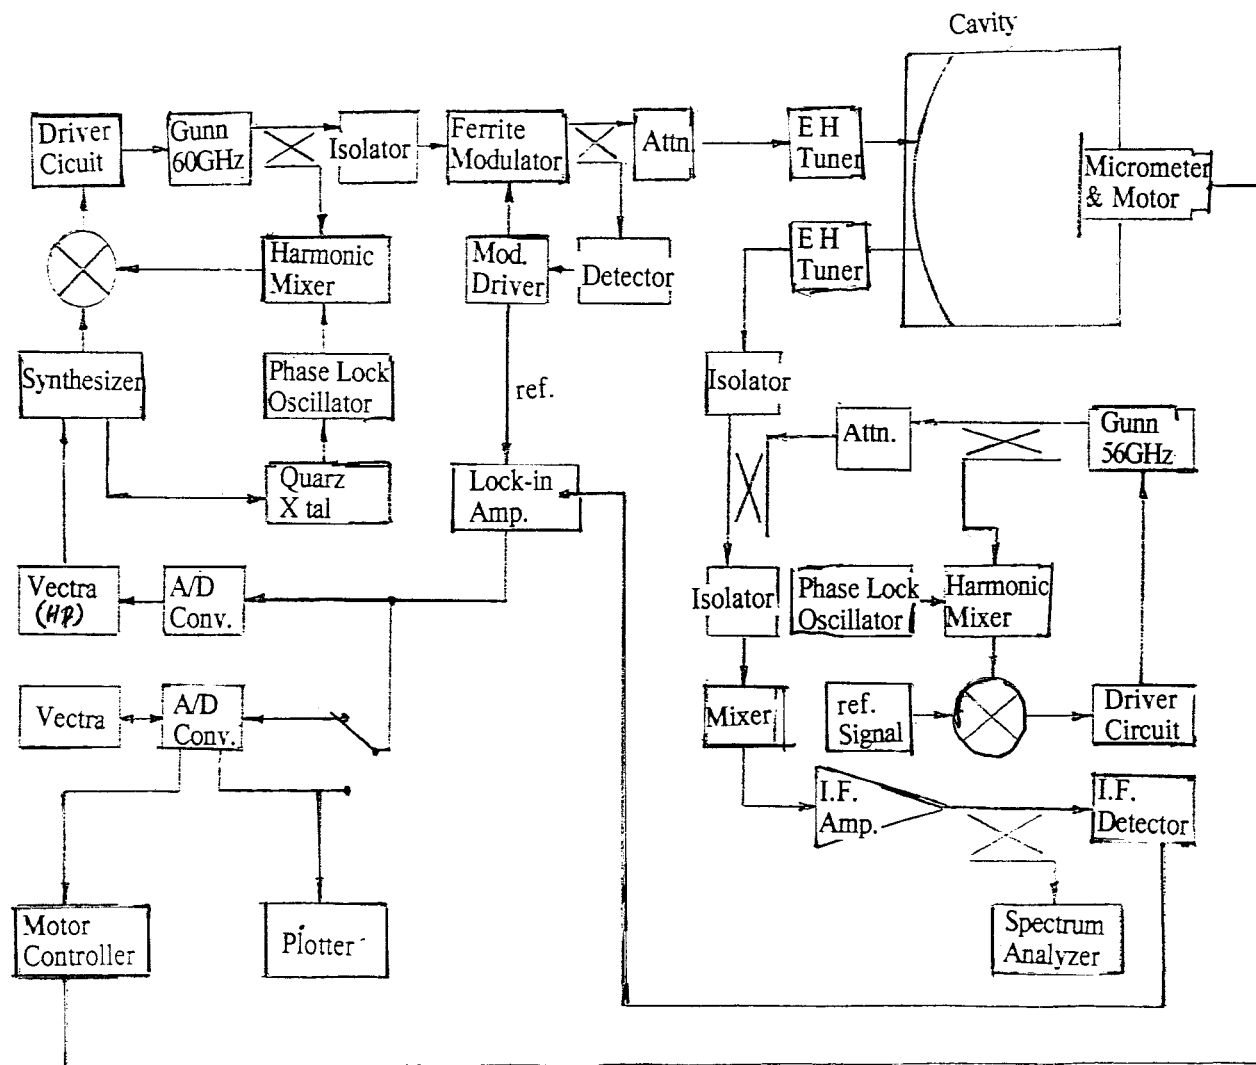 Cavity
Driver
Cicuit
Gunn
60GHz
Isolator
Ferrite
Modulator
Attn.
E H
Tuner
Micrometer
& Motor
Harmonic
Mixer
Mod.
Driver
Detector
E H
Tuner
Synthesizer
Phase Lock
Oscillator
ref.
Isolator
Attn.
Gunn
56GHz
Quarz
X tal
Lock-in
Amp.
Vectra
(HP)
A/D
Conv.
Isolator
Phase Lock
Oscillator
Harmonic
Mixer
Vectra
A/D
Conv.
Mixer
ref.
Signal
Driver
Circuit
I.F.
Amp.
I.F.
Detector
Motor
Controller
Plotter
Spectrum
Analyzer